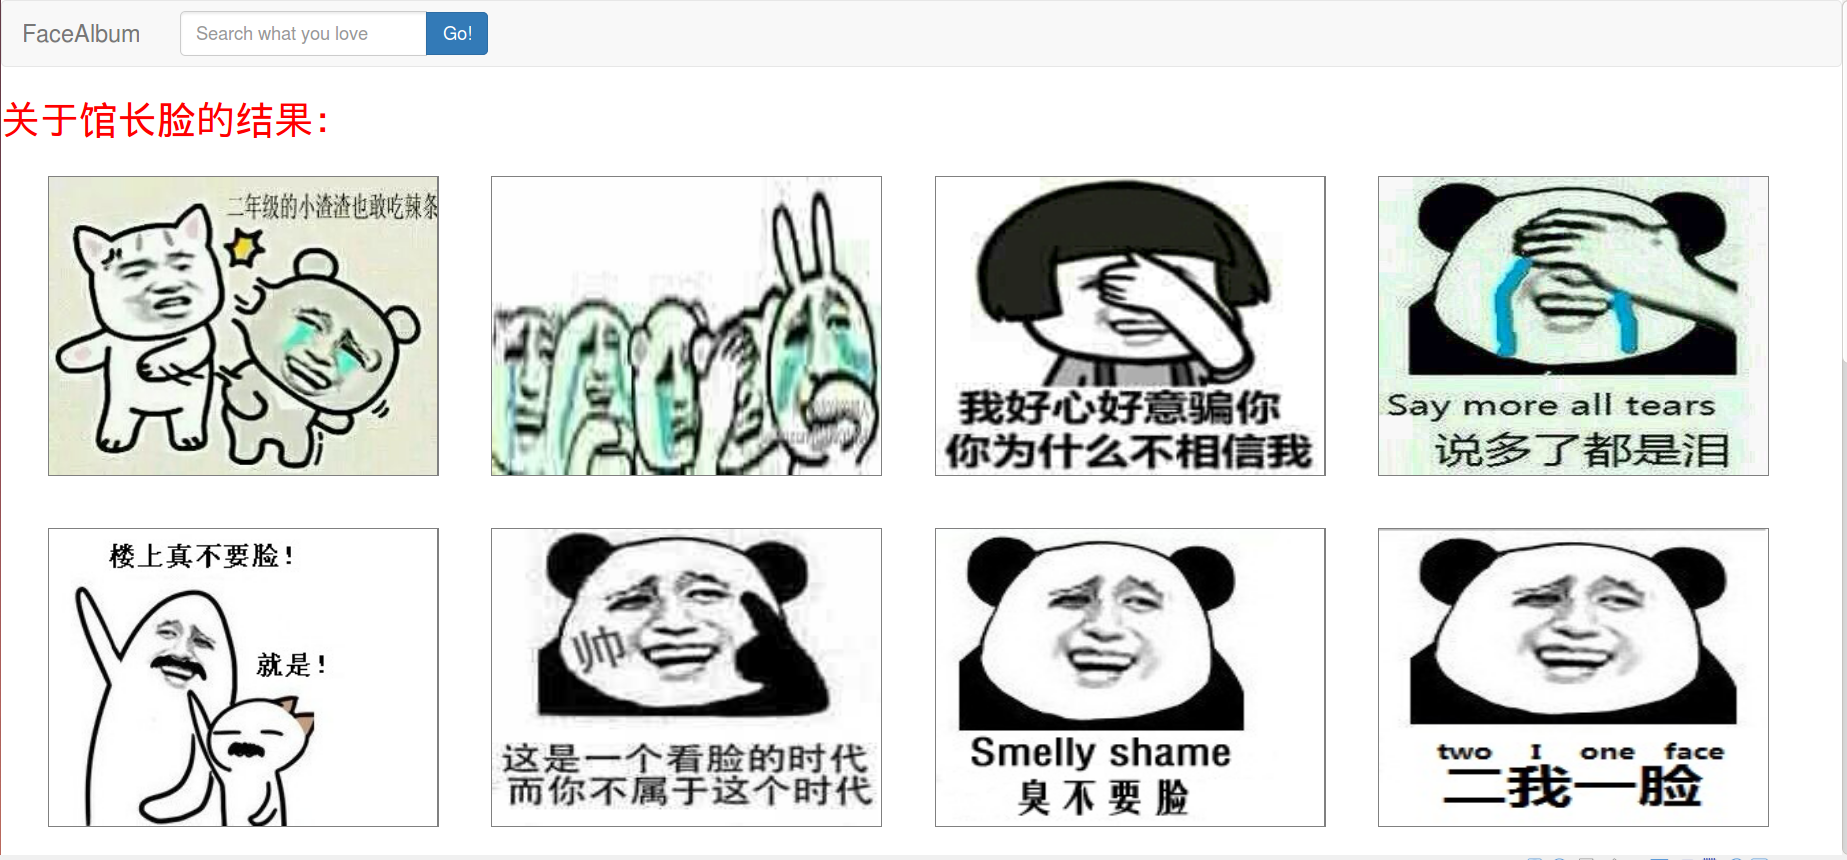 FaceAlbum
Search what you love
Go!
关于馆长脸的结果：
二年级的小渣渣也敢吃辣条
我好心好意骗你
你为什么不相信我
Say more all tears
说多了都是泪
楼上真不要脸！
就是！
帅
这是一个看脸的时代
而你不属于这个时代
Smelly shame
臭不要脸
two I one face
二我一脸